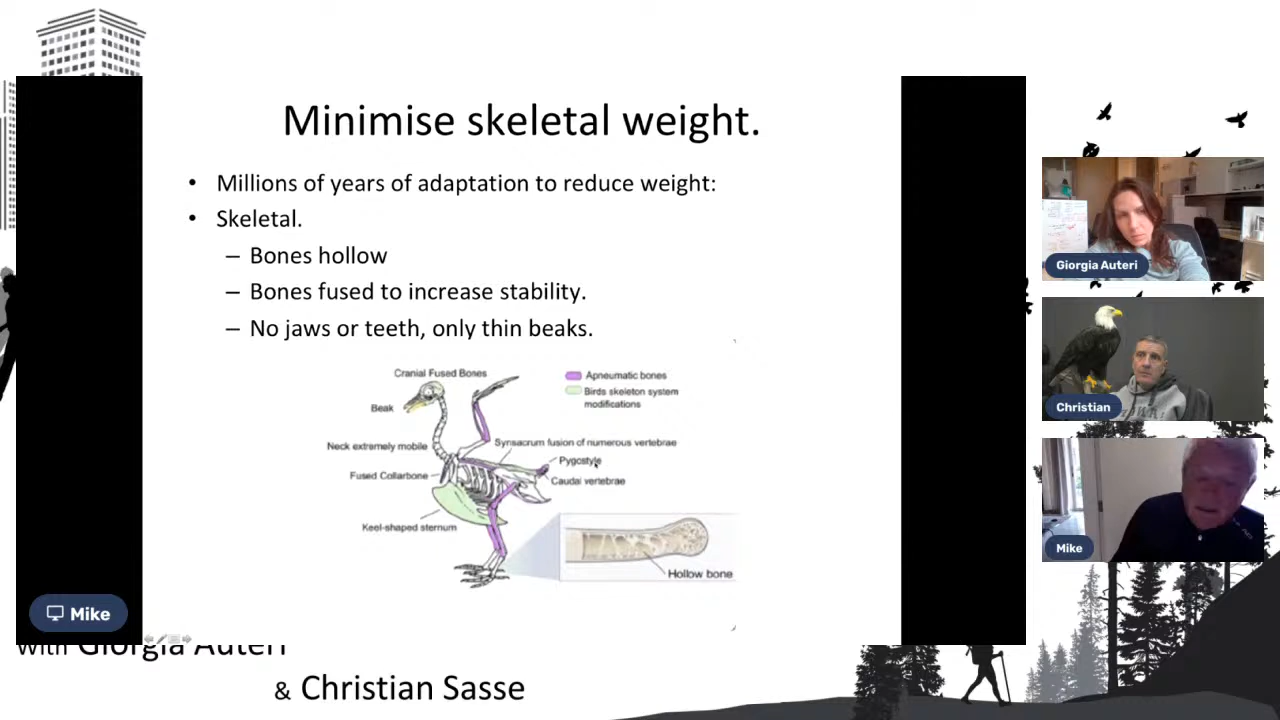 Minimise skeletal weight.
• Millions of years of adaptation to reduce weight:
• Skeletal.
– Bones hollow
– Bones fused to increase stability.
– No jaws or teeth, only thin beaks.
Cranial Fused Bones
Apneumatic bones
Birds skeleton system
modifications
Beak
Neck extremely mobile
Synsacrum fusion of numerous vertebrae
Pygostyle
Fused Collarbone
Caudal vertebrae
Keel-shaped sternum
Hollow bone
Giorgia Auteri
Christian
Mike
Mike
with Giorgia Auteri
& Christian Sasse